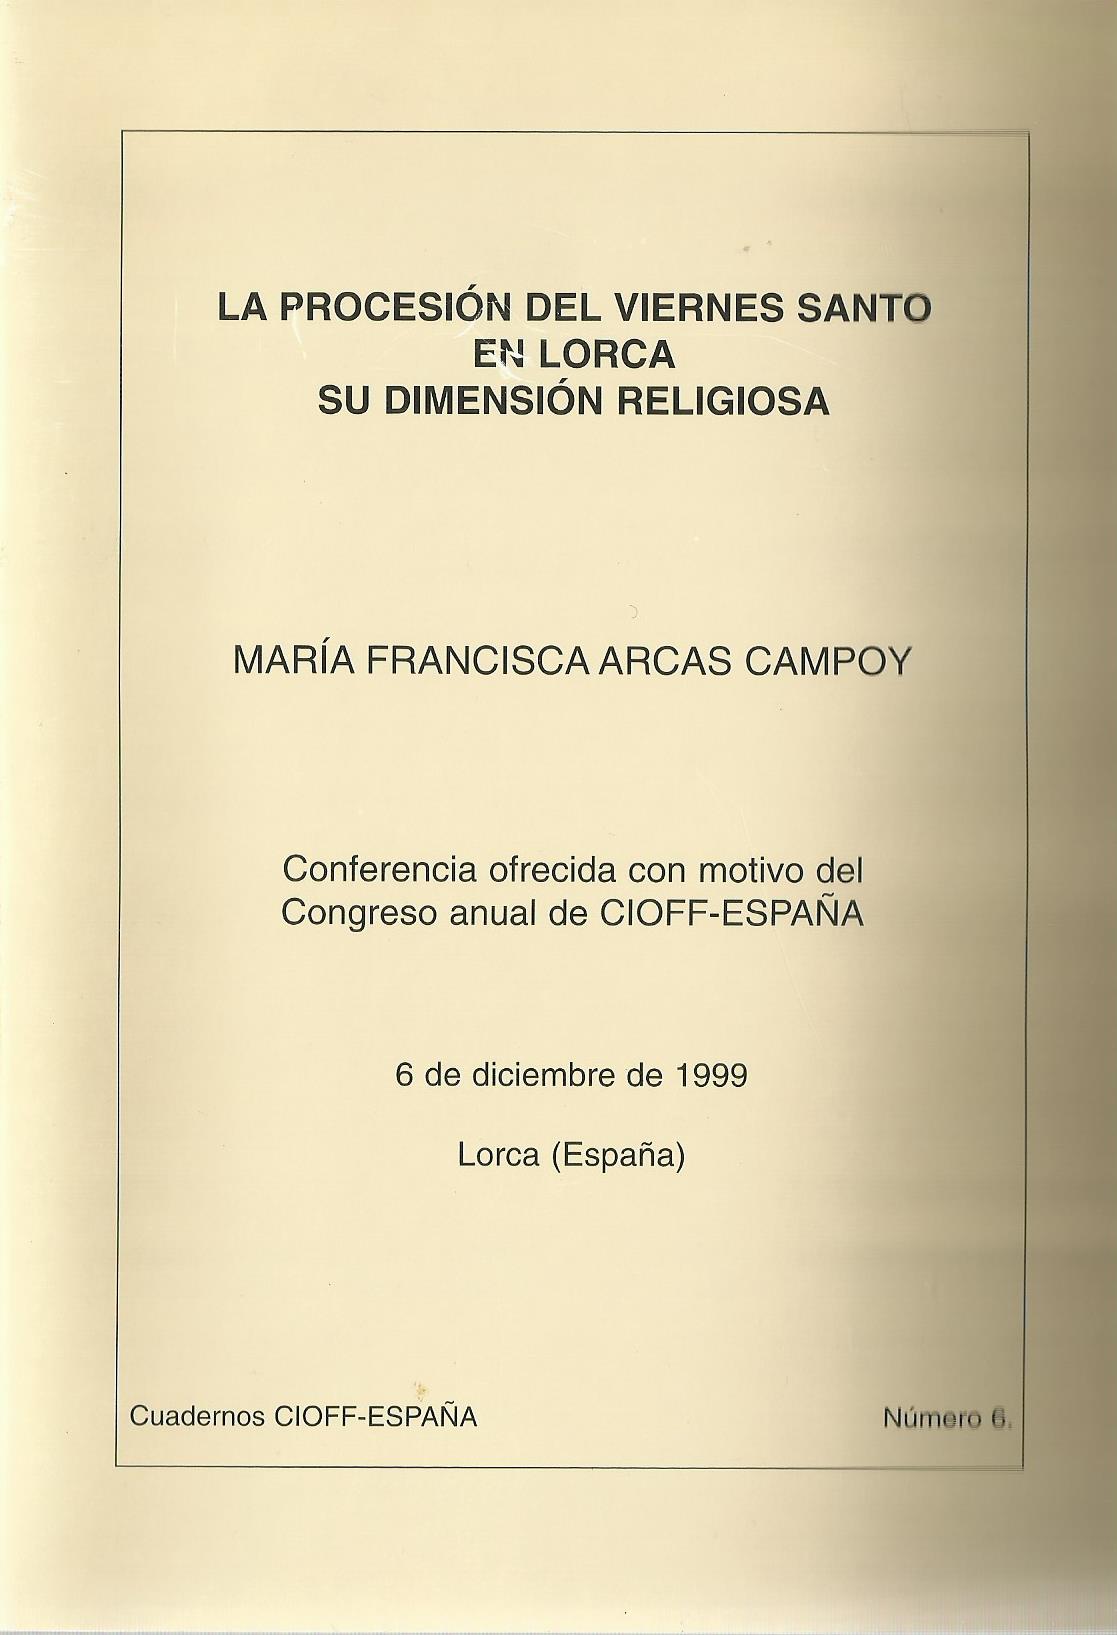 LA PROCESIÓN DEL VIERNES SANTO
EN LORCA
SU DIMENSIÓN RELIGIOSA
MARÍA FRANCISCA ARCAS CAMPOY
Conferencia ofrecida con motivo del
Congreso anual de CIOFF-ESPAÑA
6 de diciembre de 1999
Lorca (España)
Cuadernos CIOFF-ESPAÑA
Número 6.